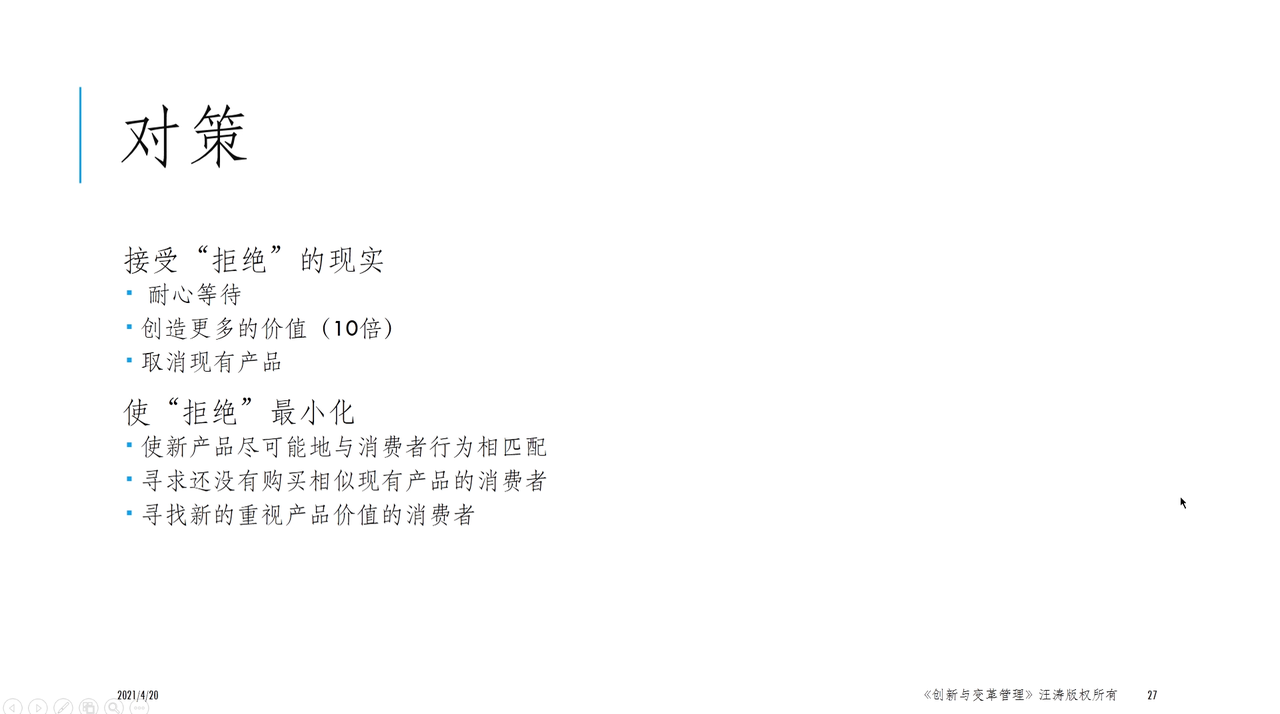 对策
接受“拒绝”的现实
耐心等待
创造更多的价值（10倍）
取消现有产品
使“拒绝”最小化
使新产品尽可能地与消费者行为相匹配
寻求还没有购买相似现有产品的消费者
寻找新的重视产品价值的消费者
2021/4/20
《创新与变革管理》汪涛版权所有
27